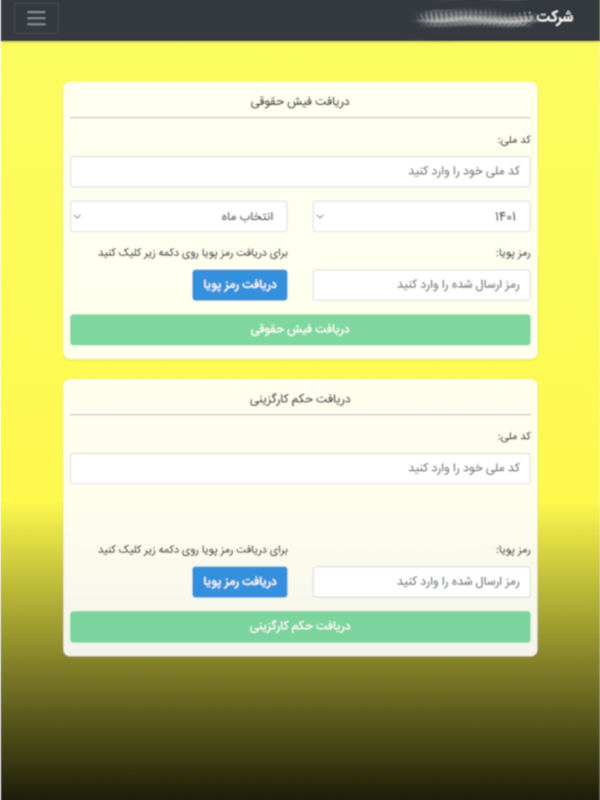 شرکت
دریافت فیش حقوقی
کد ملی:
کد ملی خود را وارد کنید
۱۴۰۱
انتخاب ماه
رمز پویا:
برای دریافت رمز پویا روی دکمه زیر کلیک کنید
رمز ارسال شده را وارد کنید
دریافت رمز پویا
دریافت فیش حقوقی
دریافت حکم کارگزینی
کد ملی:
کد ملی خود را وارد کنید
رمز پویا:
برای دریافت رمز پویا روی دکمه زیر کلیک کنید
رمز ارسال شده را وارد کنید
دریافت رمز پویا
دریافت حکم کارگزینی